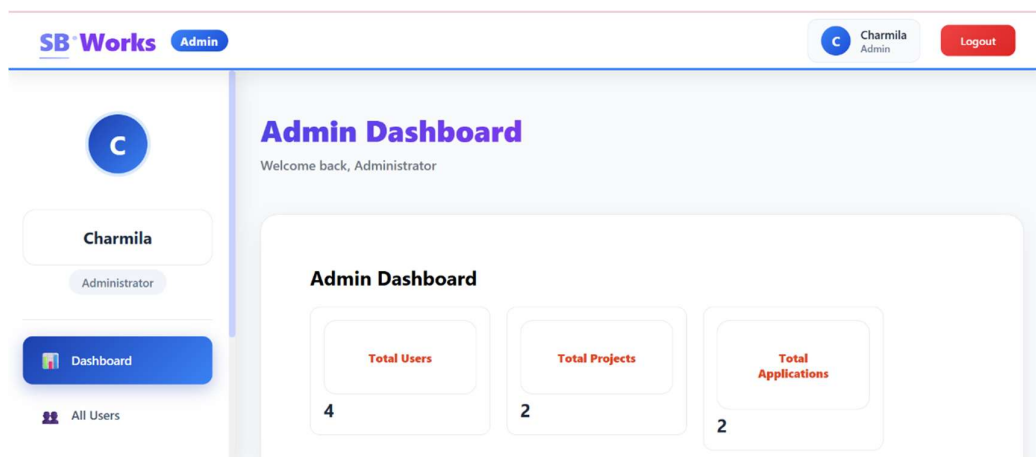 SB Works Admin
C Charmila
Admin
Logout
C
Charmila
Administrator
Dashboard
All Users
Admin Dashboard
Welcome back, Administrator
Admin Dashboard
Total Users
4
Total Projects
2
Total
Applications
2